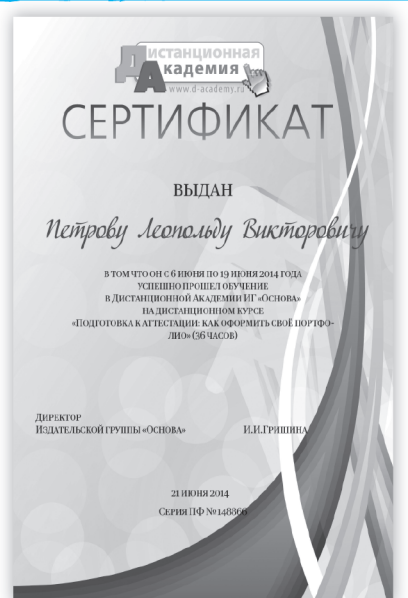 Дистанционная
Академия
www.d-academy.ru
СЕРТИФИКАТ
ВЫДАН
Петрову Леопольду Викторовичу
В ТОМ ЧТО ОН С 6 ИЮНЯ ПО 19 ИЮНЯ 2014 ГОДА
УСПЕШНО ПРОШЕЛ ОБУЧЕНИЕ
В ДИСТАНЦИОННОЙ АКАДЕМИИ ИГ «ОСНОВА»
НА ДИСТАНЦИОННОМ КУРСЕ
«ПОДГОТОВКА К АТТЕСТАЦИИ: КАК ОФОРМИТЬ СВОЁ ПОРТФО-
ЛИО» (36 ЧАСОВ)
ДИРЕКТОР
ИЗДАТЕЛЬСКОЙ ГРУППЫ «ОСНОВА» И.И.ГРИШИНА
21 ИЮНЯ 2014
СЕРИЯ ПФ № 148866